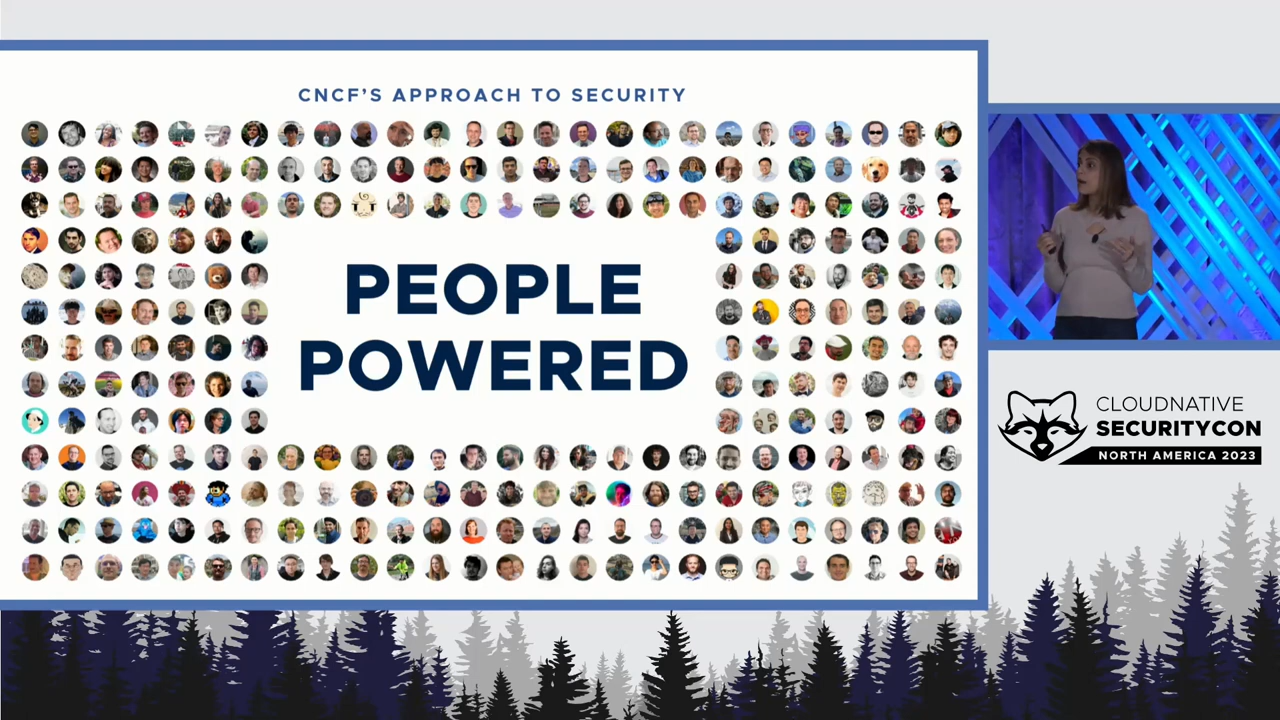 CNCF'S APPROACH TO SECURITY
PEOPLE
POWERED
CLOUDNATIVE
SECURITYCON
NORTH AMERICA 2023